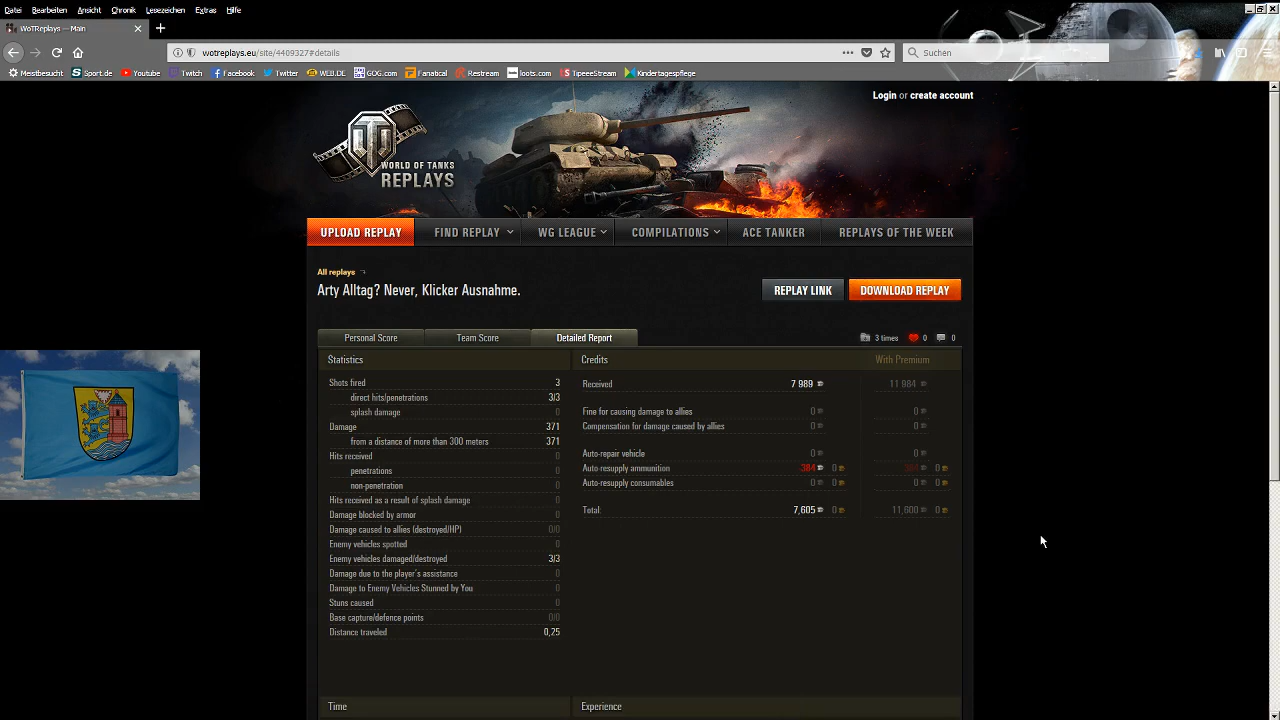 Datei Bearbeiten Ansicht Chronik Lesezeichen Extras Hilfe
WoTReplays — Main
wotreplays.eu/site/4409327#details
Suchen
Meistbesucht Sport.de Youtube Twitch Facebook Twitter WEB.DE GOG.com Fanatical Restream loots.com TipeeeStream Kindertagespflege
Login or create account
WORLD OF TANKS
REPLAYS
UPLOAD REPLAY FIND REPLAY WG LEAGUE COMPILATIONS ACE TANKER REPLAYS OF THE WEEK
All replays
Arty Alltag? Never, Klicker Ausnahme.
REPLAY LINK DOWNLOAD REPLAY
Personal Score Team Score Detailed Report 3 times 0 0
Statistics Credits With Premium
Shots fired 3
direct hits/penetrations 3/3
splash damage 0
Damage 371
from a distance of more than 300 meters 371
Hits received 0
penetrations 0
non-penetration 0
Hits received as a result of splash damage 0
Damage blocked by armor 0
Damage caused to allies (destroyed/HP) 0/0
Enemy vehicles spotted 0
Enemy vehicles damaged/destroyed 3/3
Damage due to the player's assistance 0
Damage to Enemy Vehicles Stunned by You 0
Stuns caused 0
Base capture/defence points 0/0
Distance traveled 0,25
Received 7 989 11 984
Fine for causing damage to allies 0 0
Compensation for damage caused by allies 0 0
Auto-repair vehicle 0 0
Auto-resupply ammunition 384 0 384 0
Auto-resupply consumables 0 0 0 0
Total: 7,605 0 11,600 0
Time Experience